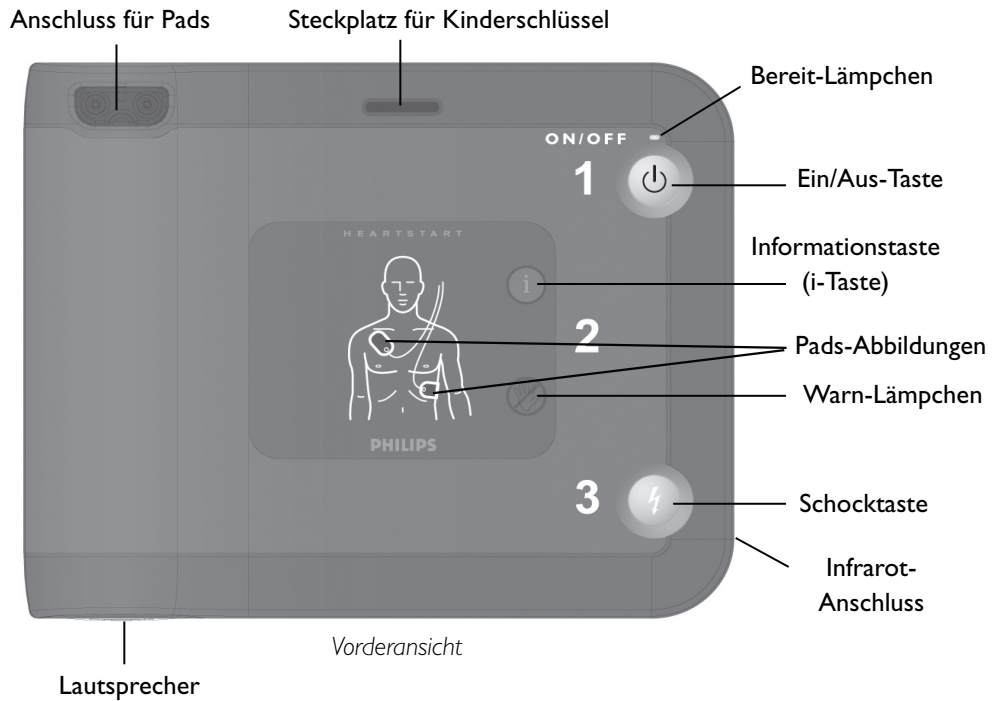 Anschluss für Pads
Steckplatz für Kinderschlüssel
Bereit-Lämpchen
ON/OFF
1
Ein/Aus-Taste
HEARTSTART
Informationstaste
(i-Taste)
i
2
Pads-Abbildungen
Warn-Lämpchen
PHILIPS
3
Schocktaste
Infrarot-
Anschluss
Vorderansicht
Lautsprecher